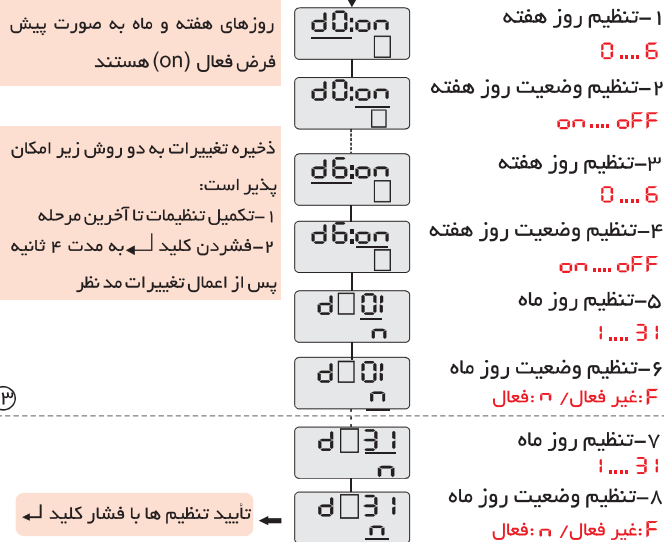 ۱-تنظیم روز هفته
0 .... 6
d0:on
روزهای هفته و ماه به صورت پیش
فرض فعال (on) هستند
۲-تنظیم وضعیت روز هفته
on .... oFF
d0:on
۳-تنظیم روز هفته
0 .... 6
d6:on
ذخیره تغییرات به دو روش زیر امکان
پذیر است:
۱-تکمیل تنظیمات تا آخرین مرحله
۲-فشردن کلید ↲ به مدت ۴ ثانیه
پس از اعمال تغییرات مد نظر
۴-تنظیم وضعیت روز هفته
on .... oFF
d6:on
۵-تنظیم روز ماه
1 .... 31
d 01
n
۶-تنظیم وضعیت روز ماه
F:غیر فعال/ n :فعال
d 01
n
۳
۷-تنظیم روز ماه
1 .... 31
d 31
n
۸-تنظیم وضعیت روز ماه
F:غیر فعال/ n :فعال
d 31
n
تأیید تنظیم ها با فشار کلید ↲